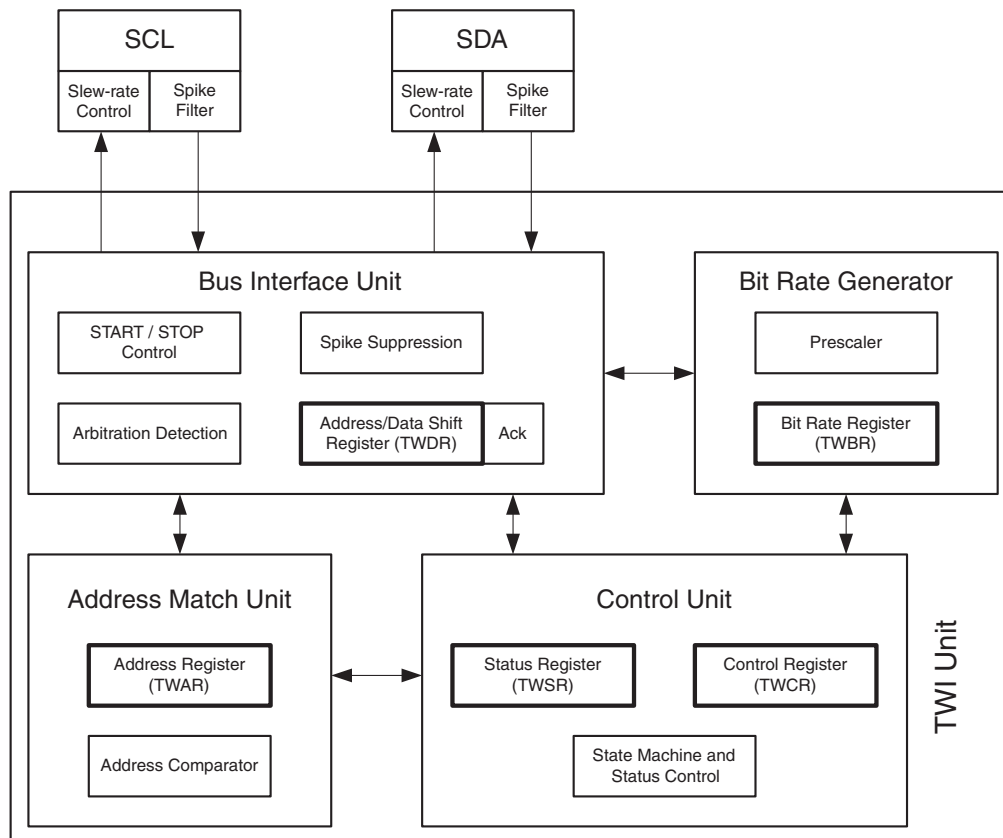 SCL
Slew-rate
Control
Spike
Filter
SDA
Slew-rate
Control
Spike
Filter
Bus Interface Unit
START / STOP
Control
Spike Suppression
Arbitration Detection
Address/Data Shift
Register (TWDR)
Ack
Bit Rate Generator
Prescaler
Bit Rate Register
(TWBR)
Address Match Unit
Address Register
(TWAR)
Address Comparator
Control Unit
Status Register
(TWSR)
Control Register
(TWCR)
State Machine and
Status Control
TWI Unit